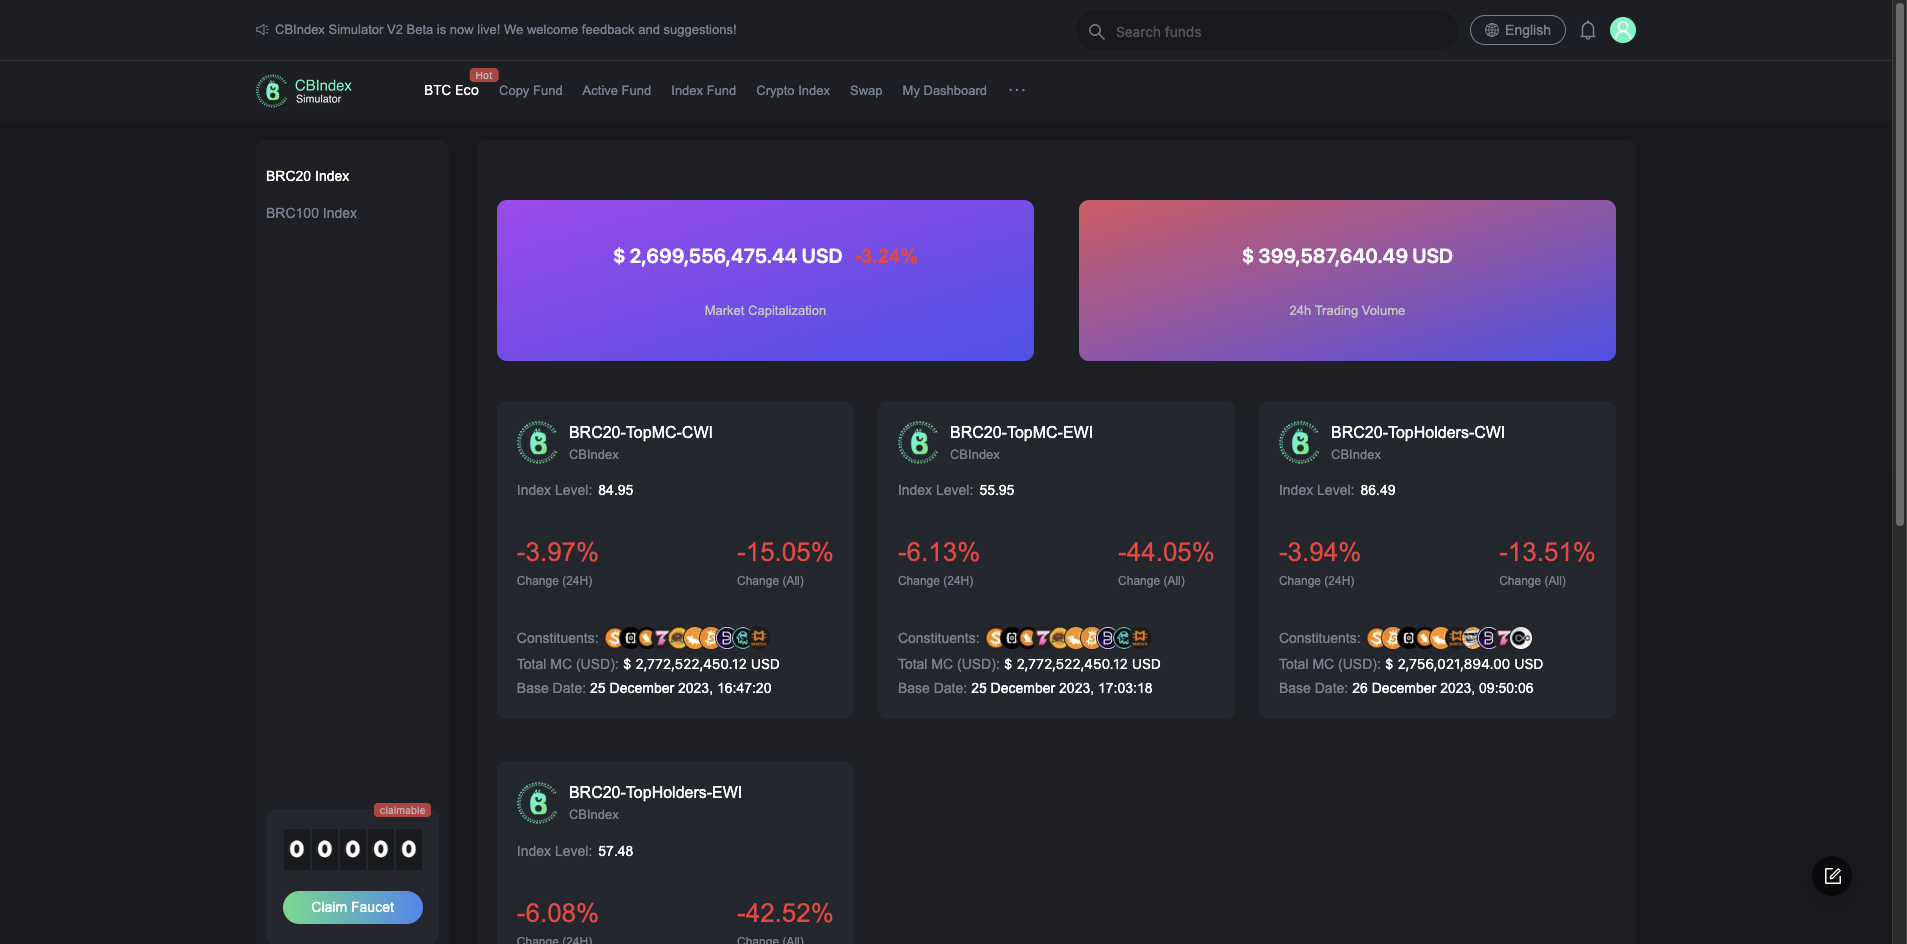 CBIndex Simulator V2 Beta is now live! We welcome feedback and suggestions!
Search funds
English
CBIndex
Simulator
Hot
BTC Eco
Copy Fund
Active Fund
Index Fund
Crypto Index
Swap
My Dashboard
BRC20 Index
BRC100 Index
$ 2,699,556,475.44 USD -3.24%
Market Capitalization
$ 399,587,640.49 USD
24h Trading Volume
BRC20-TopMC-CWI
CBIndex
Index Level: 84.95
-3.97%
Change (24H)
-15.05%
Change (All)
Constituents:
Total MC (USD): $ 2,772,522,450.12 USD
Base Date: 25 December 2023, 16:47:20
BRC20-TopMC-EWI
CBIndex
Index Level: 55.95
-6.13%
Change (24H)
-44.05%
Change (All)
Constituents:
Total MC (USD): $ 2,772,522,450.12 USD
Base Date: 25 December 2023, 17:03:18
BRC20-TopHolders-CWI
CBIndex
Index Level: 86.49
-3.94%
Change (24H)
-13.51%
Change (All)
Constituents:
Total MC (USD): $ 2,756,021,894.00 USD
Base Date: 26 December 2023, 09:50:06
BRC20-TopHolders-EWI
CBIndex
Index Level: 57.48
-6.08%
Change (24H)
-42.52%
Change (All)
claimable
0 0 0 0 0
Claim Faucet